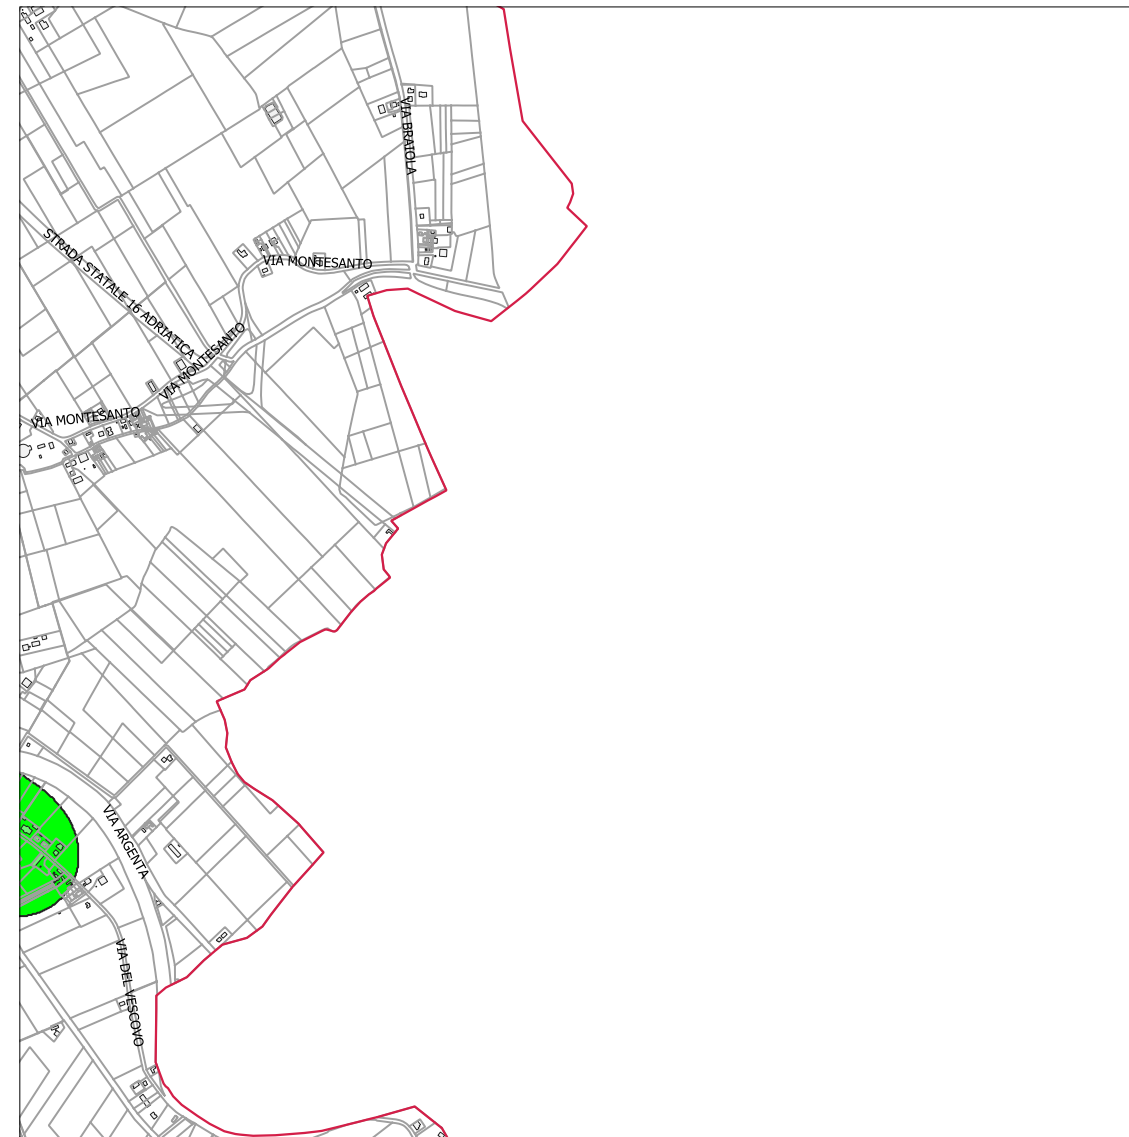 VIA BRAIOLA
STRADA STATALE 16 ADRIATICA
VIA MONTESANTO
VIA MONTESANTO
VIA MONTESANTO
VIA ARGENTA
VIA DEL VESCOVO